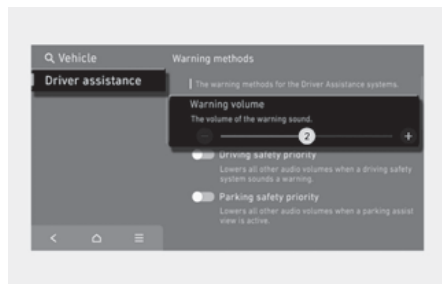 Vehicle
Warning methods
Driver assistance
The warning methods for the Driver Assistance systems.
Warning volume
The volume of the warning sound.
2
Driving safety priority
Lowers all other audio volumes when a driving safety
system sounds a warning.
Parking safety priority
Lowers all other audio volumes when a parking assist
view is active.